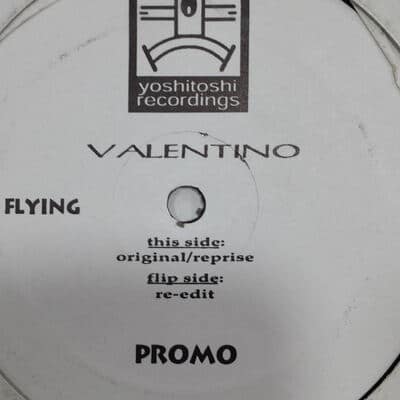 yoshitoshi
recordings
VALENTINO
FLYING
this side:
original/reprise
flip side:
re-edit
PROMO